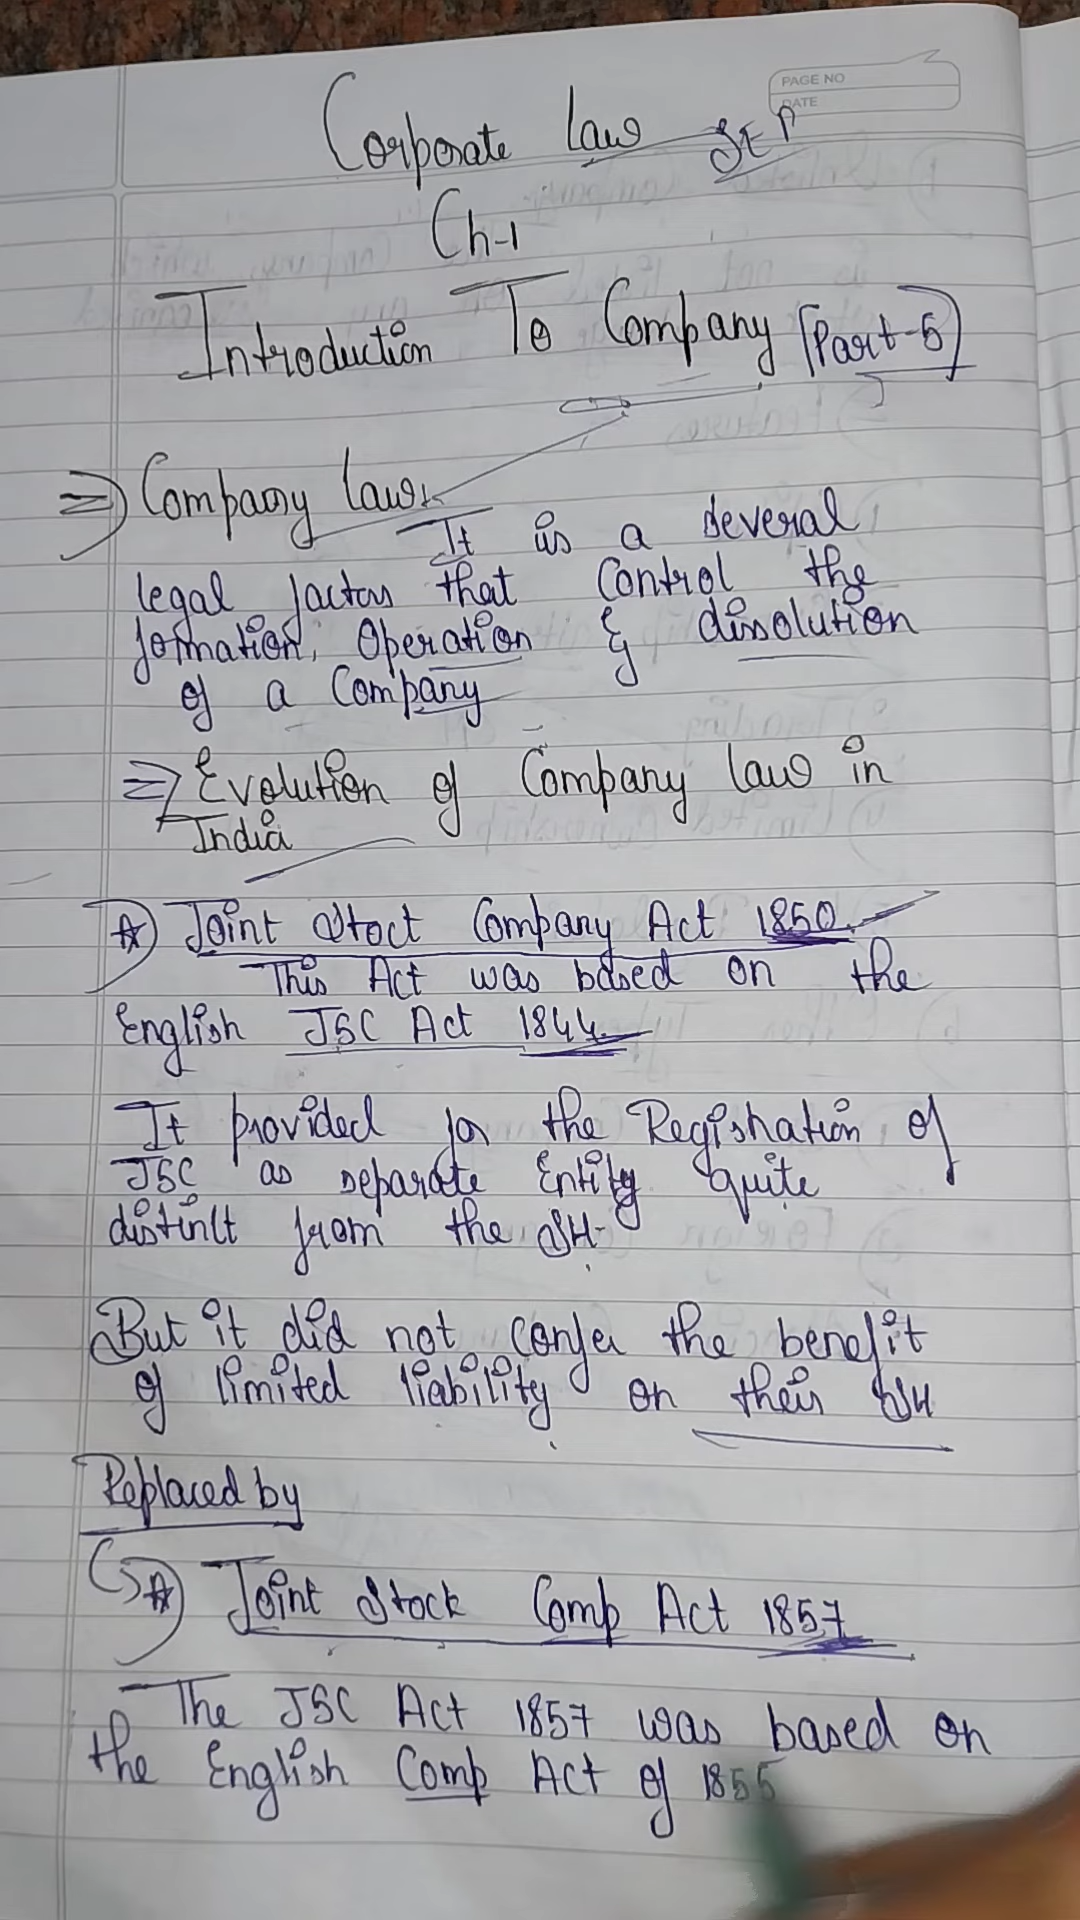 PAGE NO
DATE
Corporate Law
Ch-1
Introduction To Company [Part-5]
=> Company Law
It is a several
legal factors that control the
formation, Operation & dissolution
of a Company
=> Evolution of Company law in
India
Joint Stoct Company Act 1850
This Act was based on the
English JSC Act 1844
It provided for the Registration of
JSC as separate Entity quite
distinct from the SH.
But it did not confer the benefit
of limited liability on their SH
Replaced by
Joint Stock Comp Act 1857
The JSC Act 1857 was based on
the English Comp Act of 1855